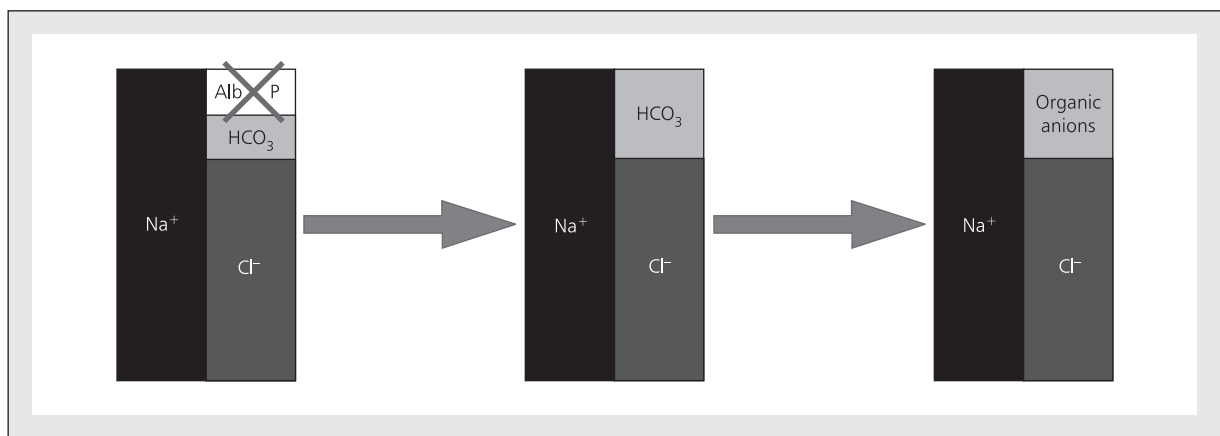 Alb P
HCO₃
Na⁺
Cl⁻
HCO₃
Na⁺
Cl⁻
Organic
anions
Na⁺
Cl⁻